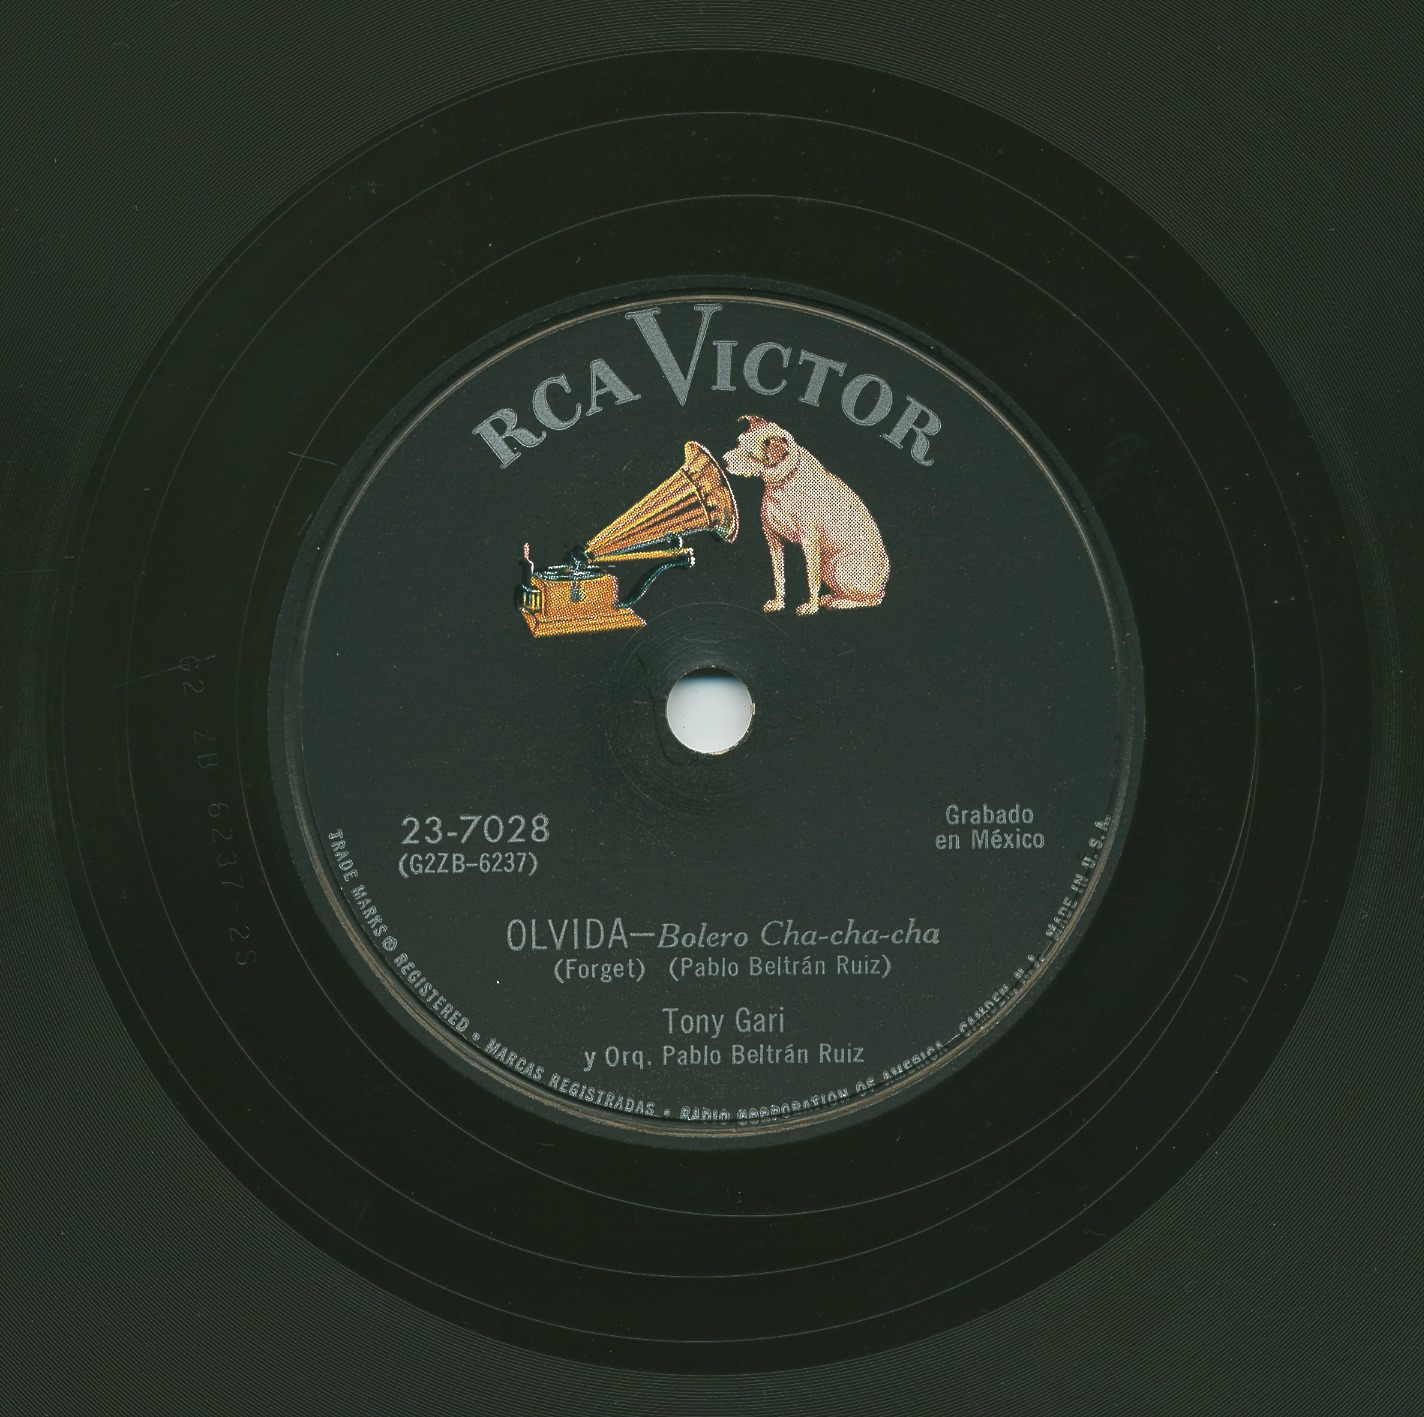 RCA VICTOR
Grabado
en México
23-7028
(G2ZB-6237)
OLVIDA—Bolero Cha-cha-cha
(Forget) (Pablo Beltrán Ruiz)
Tony Gari
y Orq. Pablo Beltrán Ruiz
TRADE MARKS ® REGISTERED • MARCAS REGISTRADAS • RADIO CORPORATION OF AMERICA—CAMDEN, N.J. MADE IN U.S.A.
G2 ZB 6237-2S